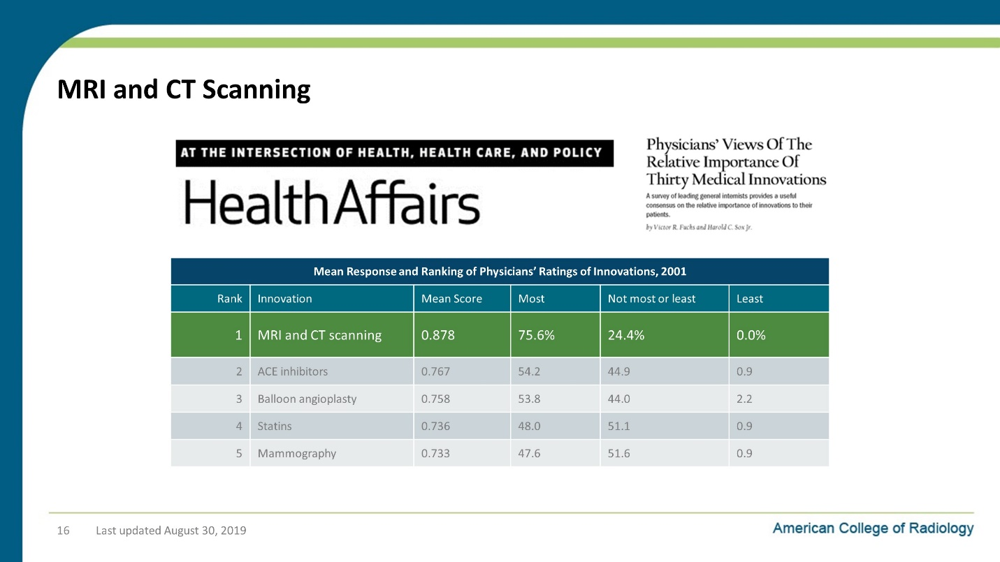 MRI and CT Scanning
AT THE INTERSECTION OF HEALTH, HEALTH CARE, AND POLICY
HealthAffairs
Physicians' Views Of The
Relative Importance Of
Thirty Medical Innovations
A survey of leading general internists provides a useful
consensus on the relative importance of innovations to their
patients.
by Victor R. Fuchs and Harold C. Sox Jr.
Mean Response and Ranking of Physicians' Ratings of Innovations, 2001
Rank Innovation Mean Score Most Not most or least Least
1 MRI and CT scanning 0.878 75.6% 24.4% 0.0%
2 ACE inhibitors 0.767 54.2 44.9 0.9
3 Balloon angioplasty 0.758 53.8 44.0 2.2
4 Statins 0.736 48.0 51.1 0.9
5 Mammography 0.733 47.6 51.6 0.9
16 Last updated August 30, 2019
American College of Radiology